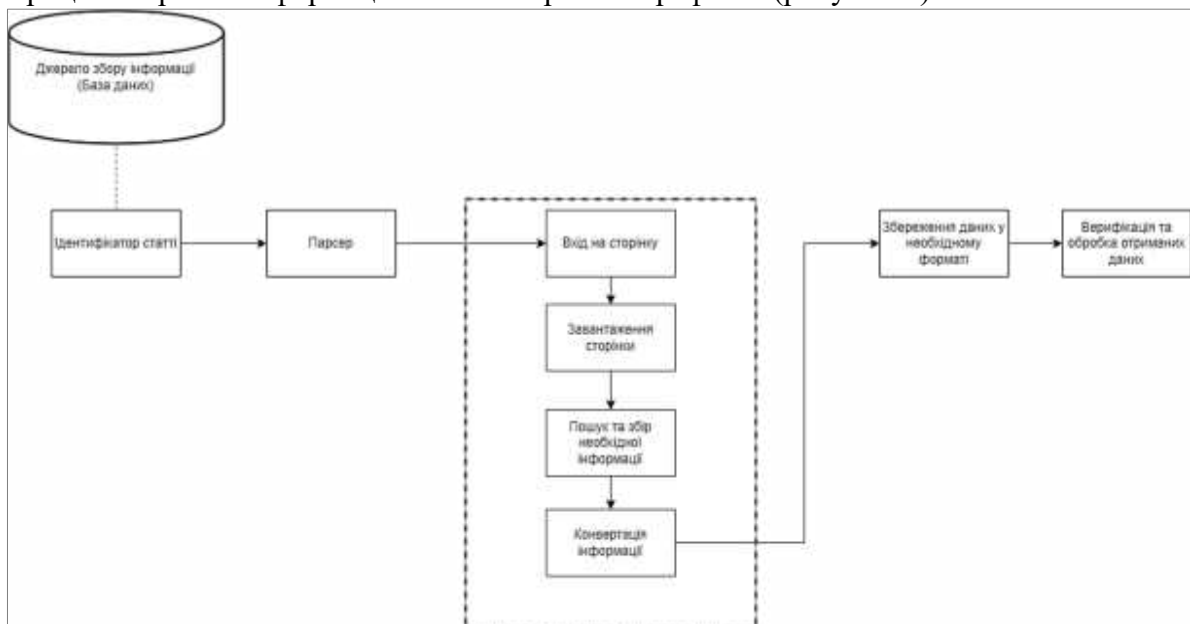 Джерело збору інформації
(База даних)
Ідентифікатор статті
Парсер
Вхід на сторінку
Завантаження
сторінки
Пошук та збір
необхідної
інформації
Конвертація
інформації
Збереження даних у
необхідному
форматі
Верифікація та
обробка отриманих
даних